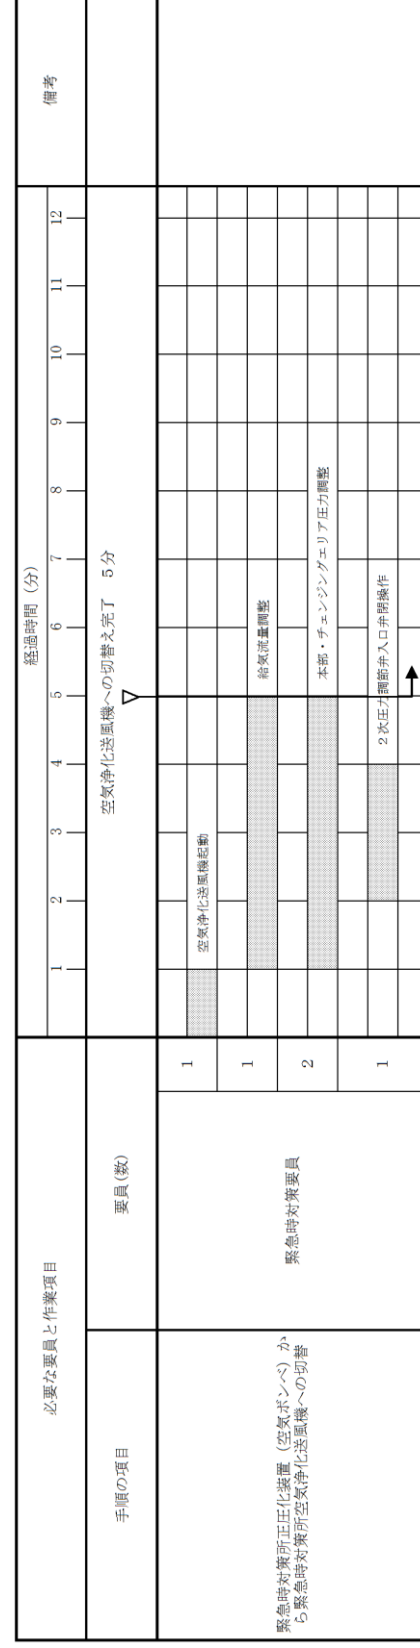 必要な要員と作業項目
経過時間（分）
備考
1 2 3 4 5 6 7 8 9 10 11 12
手順の項目
要員(数)
空気浄化送風機への切替え完了 5分
緊急時対策所正圧化装置（空気ボンベ）か
ら緊急時対策所空気浄化送風機への切替
緊急時対策要員
1
空気浄化送風機起動
1
給気流量調整
2
本部・チェンジングエリア圧力調整
1
2次圧力調節弁入口弁閉操作